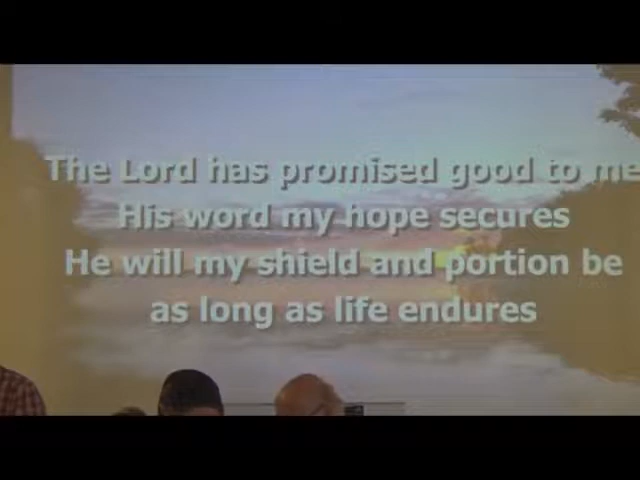 The Lord has promised good to me
His word my hope secures
He will my shield and portion be
as long as life endures